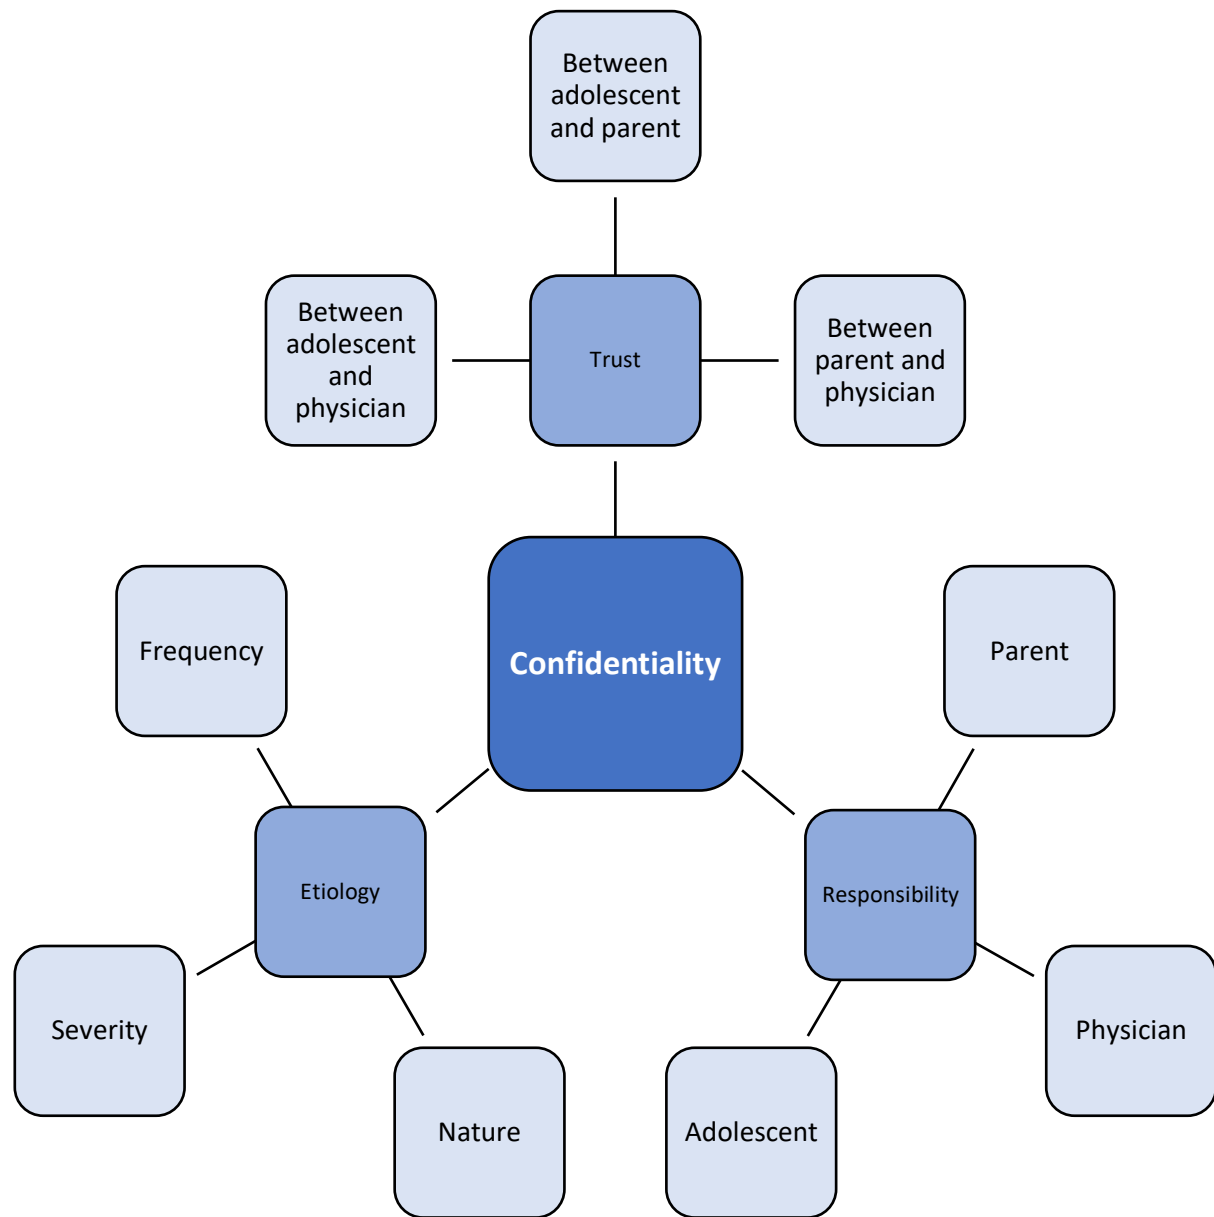 Between
adolescent
and parent
Between
adolescent
and
physician
Trust
Between
parent and
physician
Confidentiality
Frequency
Parent
Etiology
Responsibility
Severity
Physician
Nature
Adolescent